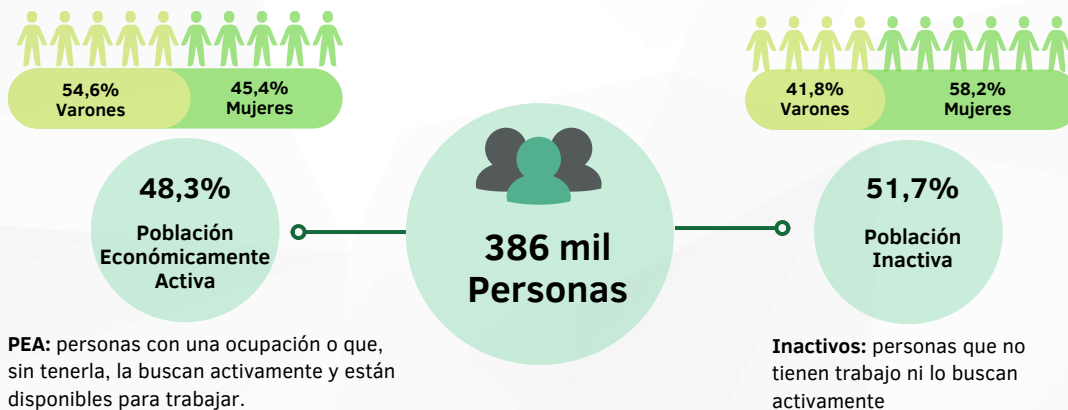 54,6%
Varones
45,4%
Mujeres
48,3%
Población
Económicamente
Activa
PEA: personas con una ocupación o que,
sin tenerla, la buscan activamente y están
disponibles para trabajar.
386 mil
Personas
41,8%
Varones
58,2%
Mujeres
51,7%
Población
Inactiva
Inactivos: personas que no
tienen trabajo ni lo buscan
activamente